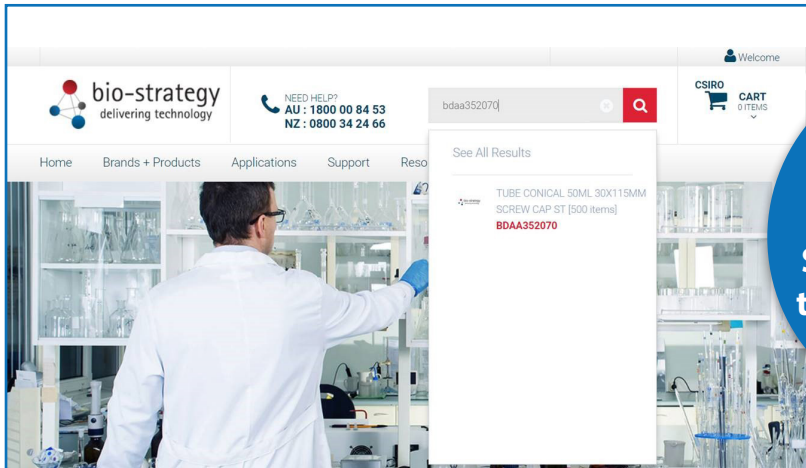 Welcome
bio-strategy
delivering technology
NEED HELP?
AU : 1800 00 84 53
NZ : 0800 34 24 66
bdaa352070
CSIRO
CART
0 ITEMS
Home
Brands + Products
Applications
Support
Reso
See All Results
bio-strategy
TUBE CONICAL 50ML 30X115MM
SCREW CAP ST [500 items]
BDAA352070
S
t